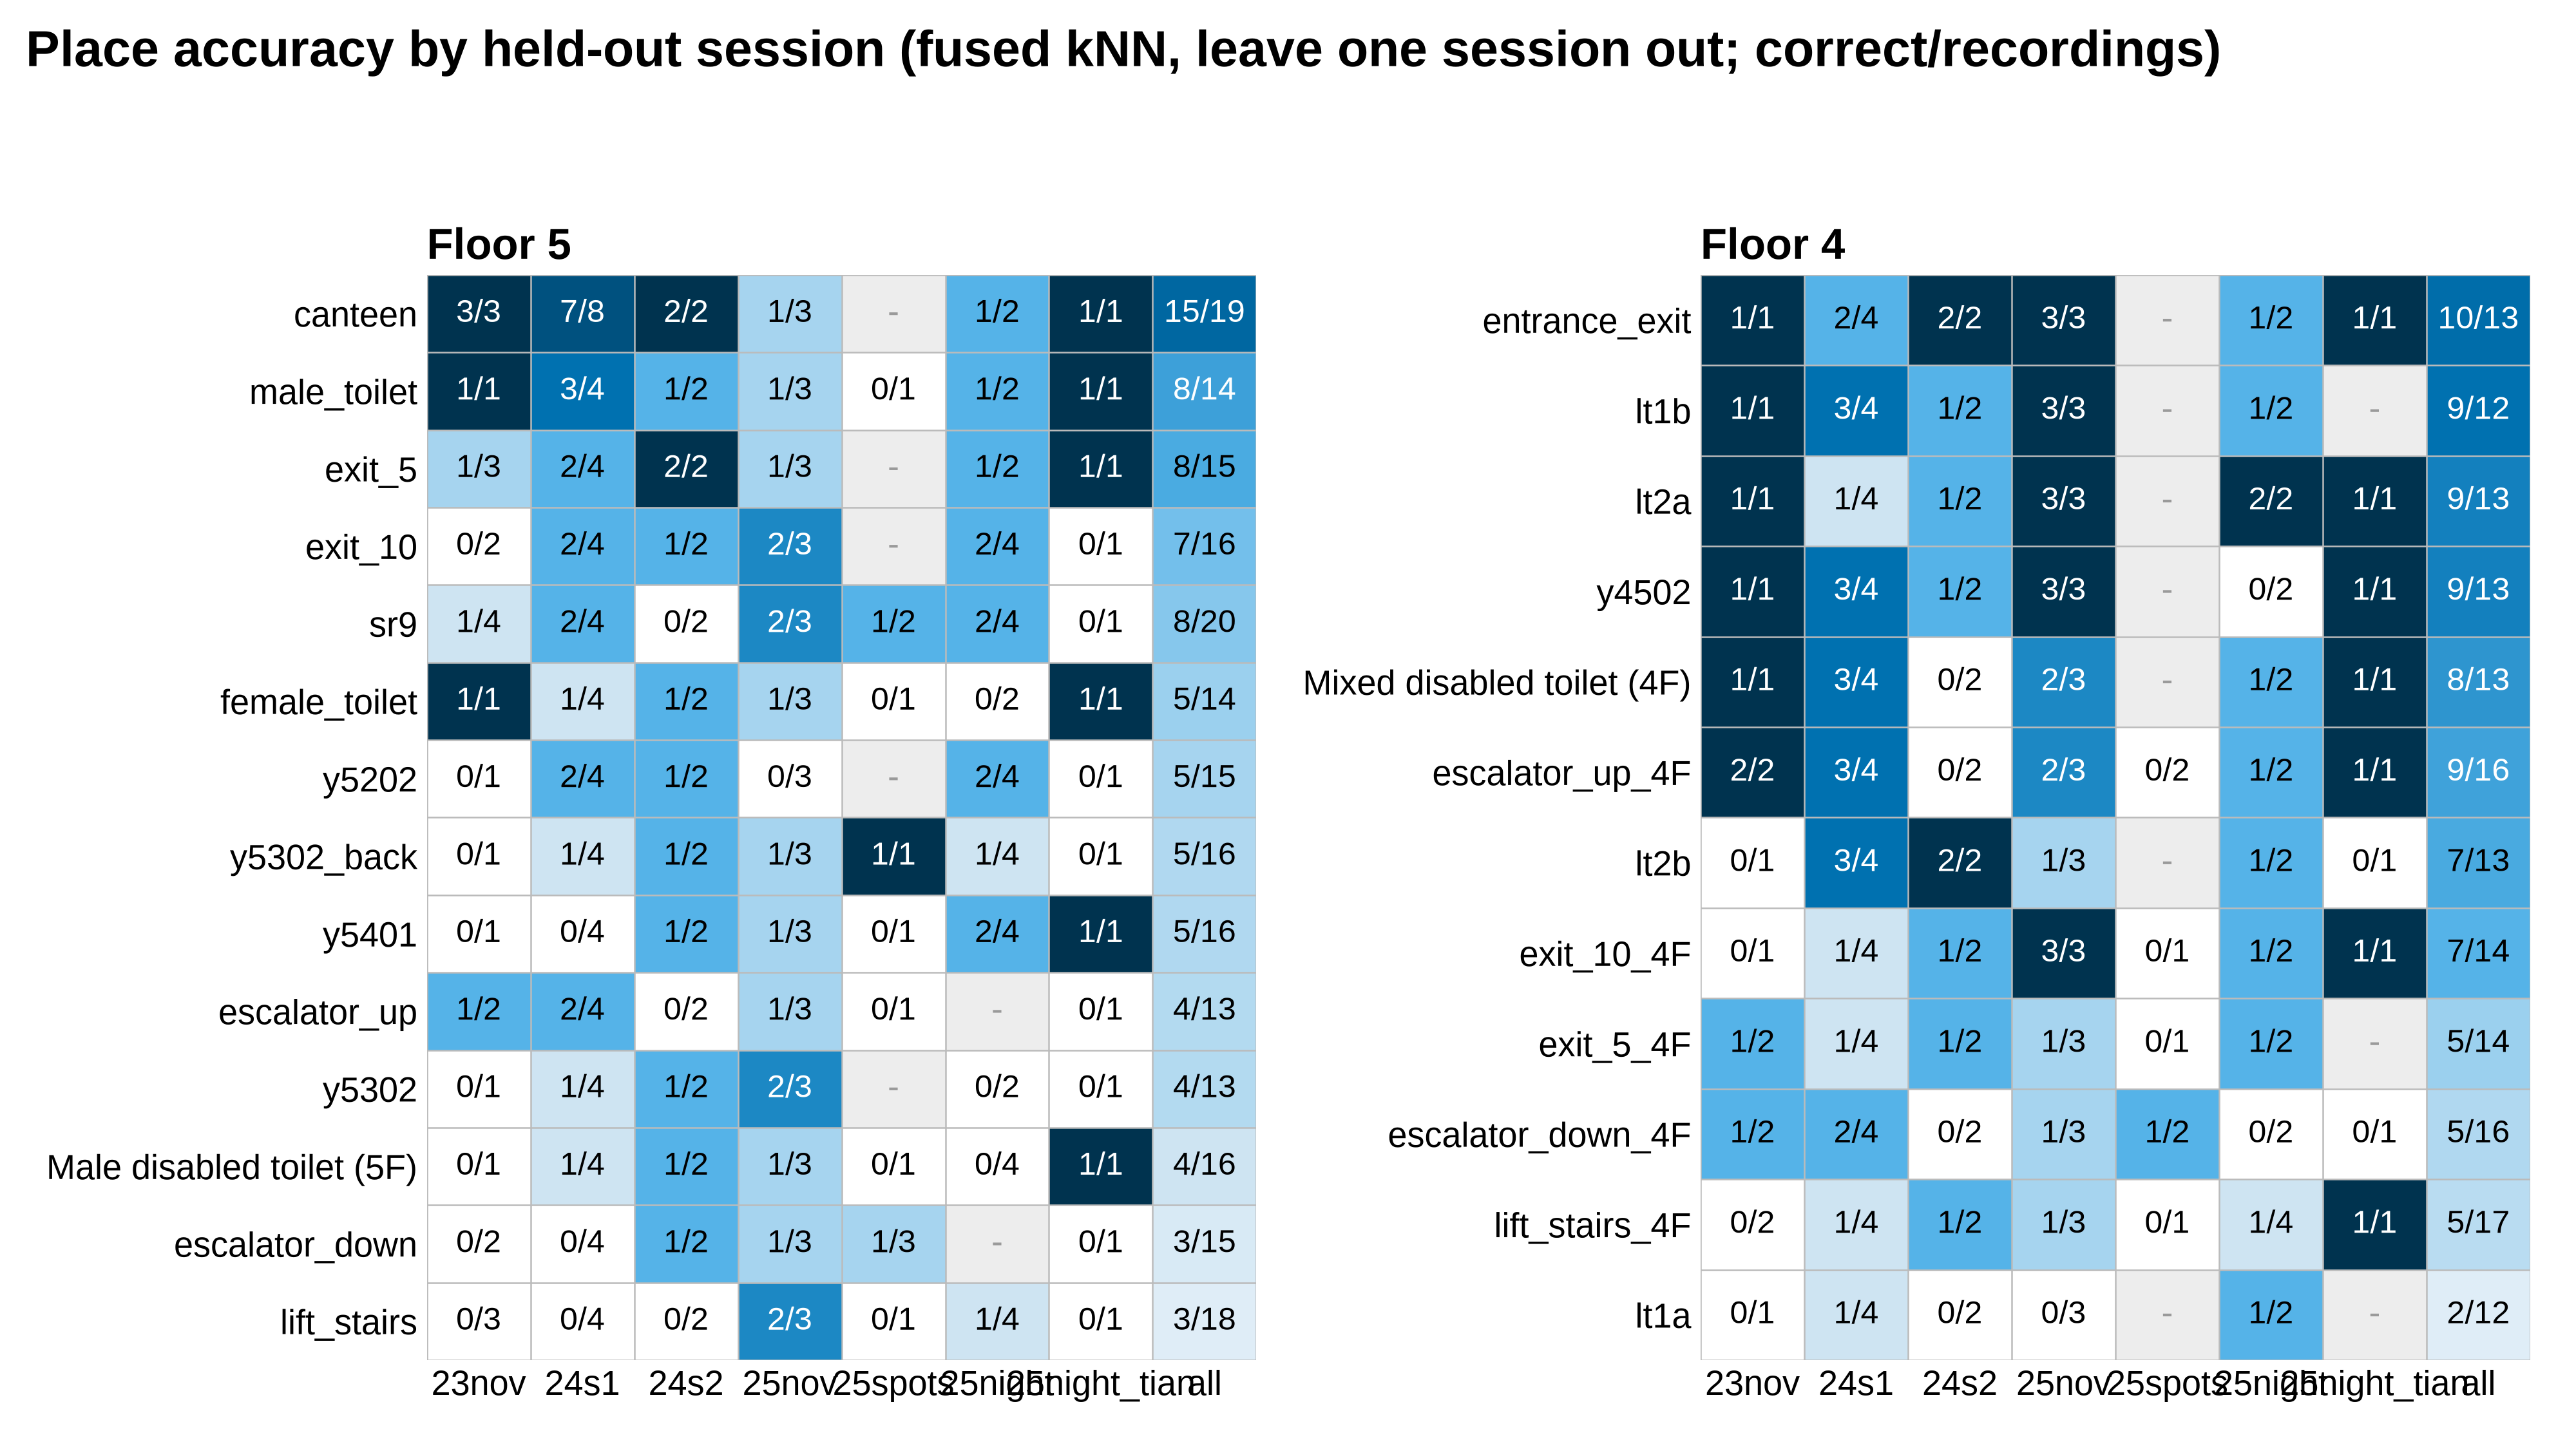 Place accuracy by held-out session (fused kNN, leave one session out; correct/recordings)
Floor 5
canteen 3/3 7/8 2/2 1/3 - 1/2 1/1 15/19
male_toilet 1/1 3/4 1/2 1/3 0/1 1/2 1/1 8/14
exit_5 1/3 2/4 2/2 1/3 - 1/2 1/1 8/15
exit_10 0/2 2/4 1/2 2/3 - 2/4 0/1 7/16
sr9 1/4 2/4 0/2 2/3 1/2 2/4 0/1 8/20
female_toilet 1/1 1/4 1/2 1/3 0/1 0/2 1/1 5/14
y5202 0/1 2/4 1/2 0/3 - 2/4 0/1 5/15
y5302_back 0/1 1/4 1/2 1/3 1/1 1/4 0/1 5/16
y5401 0/1 0/4 1/2 1/3 0/1 2/4 1/1 5/16
escalator_up 1/2 2/4 0/2 1/3 0/1 - 0/1 4/13
y5302 0/1 1/4 1/2 2/3 - 0/2 0/1 4/13
Male disabled toilet (5F) 0/1 1/4 1/2 1/3 0/1 0/4 1/1 4/16
escalator_down 0/2 0/4 1/2 1/3 1/3 - 0/1 3/15
lift_stairs 0/3 0/4 0/2 2/3 0/1 1/4 0/1 3/18
23nov 24s1 24s2 25nov 25spots 25night 25night_tian all
Floor 4
entrance_exit 1/1 2/4 2/2 3/3 - 1/2 1/1 10/13
lt1b 1/1 3/4 1/2 3/3 - 1/2 - 9/12
lt2a 1/1 1/4 1/2 3/3 - 2/2 1/1 9/13
y4502 1/1 3/4 1/2 3/3 - 0/2 1/1 9/13
Mixed disabled toilet (4F) 1/1 3/4 0/2 2/3 - 1/2 1/1 8/13
escalator_up_4F 2/2 3/4 0/2 2/3 0/2 1/2 1/1 9/16
lt2b 0/1 3/4 2/2 1/3 - 1/2 0/1 7/13
exit_10_4F 0/1 1/4 1/2 3/3 0/1 1/2 1/1 7/14
exit_5_4F 1/2 1/4 1/2 1/3 0/1 1/2 - 5/14
escalator_down_4F 1/2 2/4 0/2 1/3 1/2 0/2 0/1 5/16
lift_stairs_4F 0/2 1/4 1/2 1/3 0/1 1/4 1/1 5/17
lt1a 0/1 1/4 0/2 0/3 - 1/2 - 2/12
23nov 24s1 24s2 25nov 25spots 25night 25night_tian all